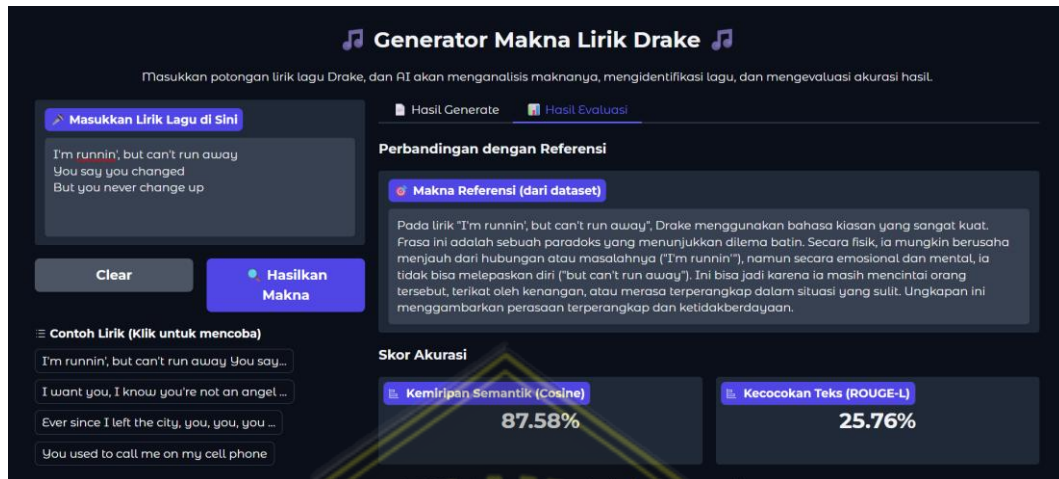 Generator Makna Lirik Drake
Masukkan potongan lirik lagu Drake, dan AI akan menganalisis maknanya, mengidentifikasi lagu, dan mengevaluasi akurasi hasil.
Masukkan Lirik Lagu di Sini
I'm runnin', but can't run away
You say you changed
But you never change up
Clear
Hasilkan
Makna
Contoh Lirik (Klik untuk mencoba)
I'm runnin', but can't run away You say...
I want you, I know you're not an angel ...
Ever since I left the city, you, you, you ...
You used to call me on my cell phone
Hasil Generate
Hasil Evaluasi
Perbandingan dengan Referensi
Makna Referensi (dari dataset)
Pada lirik "I'm runnin', but can't run away", Drake menggunakan bahasa kiasan yang sangat kuat.
Frasa ini adalah sebuah paradoks yang menunjukkan dilema batin. Secara fisik, ia mungkin berusaha
menjauh dari hubungan atau masalahnya ("I'm runnin'"), namun secara emosional dan mental, ia
tidak bisa melepaskan diri ("but can't run away"). Ini bisa jadi karena ia masih mencintai orang
tersebut, terikat oleh kenangan, atau merasa terperangkap dalam situasi yang sulit. Ungkapan ini
menggambarkan perasaan terperangkap dan ketidakberdayaan.
Skor Akurasi
Kemiripan Semantik (Cosine)
87.58%
Kecocokan Teks (ROUGE-L)
25.76%